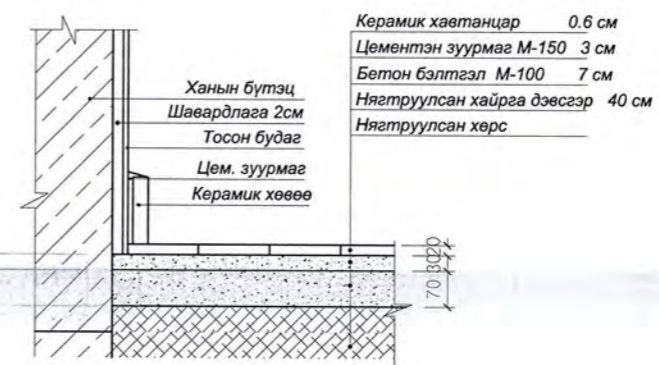 Керамик хавтанцар 0.6 см
Цементэн зуурмаг М-150 3 см
Бетон бэлтгэл М-100 7 см
Нягтруулсан хайрга дэвсгэр 40 см
Нягтруулсан хөрс
Ханын бүтэц
Шавардлага 2см
Тосон будаг
Цем. зуурмаг
Керамик хөвөө
20
30
70